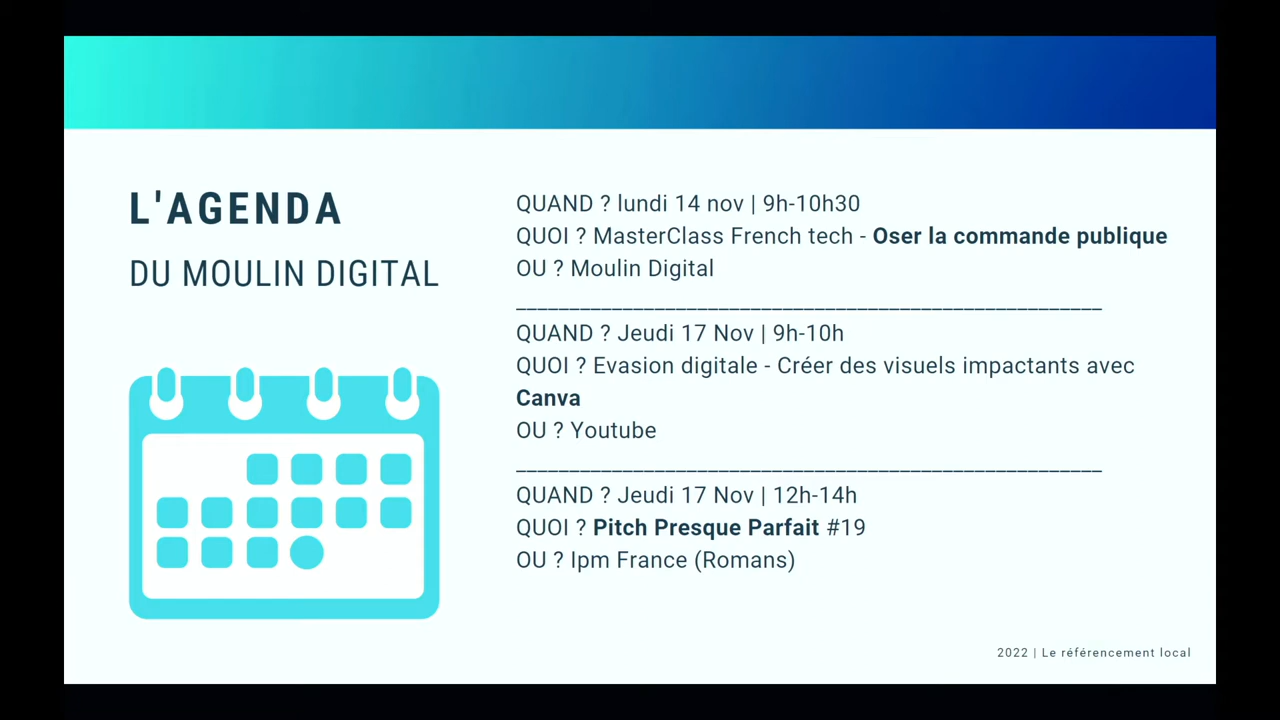 L'AGENDA
DU MOULIN DIGITAL
QUAND ? lundi 14 nov | 9h-10h30
QUOI ? MasterClass French tech - Oser la commande publique
OU ? Moulin Digital
_______________________________________________________
QUAND ? Jeudi 17 Nov | 9h-10h
QUOI ? Evasion digitale - Créer des visuels impactants avec
Canva
OU ? Youtube
_______________________________________________________
QUAND ? Jeudi 17 Nov | 12h-14h
QUOI ? Pitch Presque Parfait #19
OU ? Ipm France (Romans)
2022 | Le référencement local